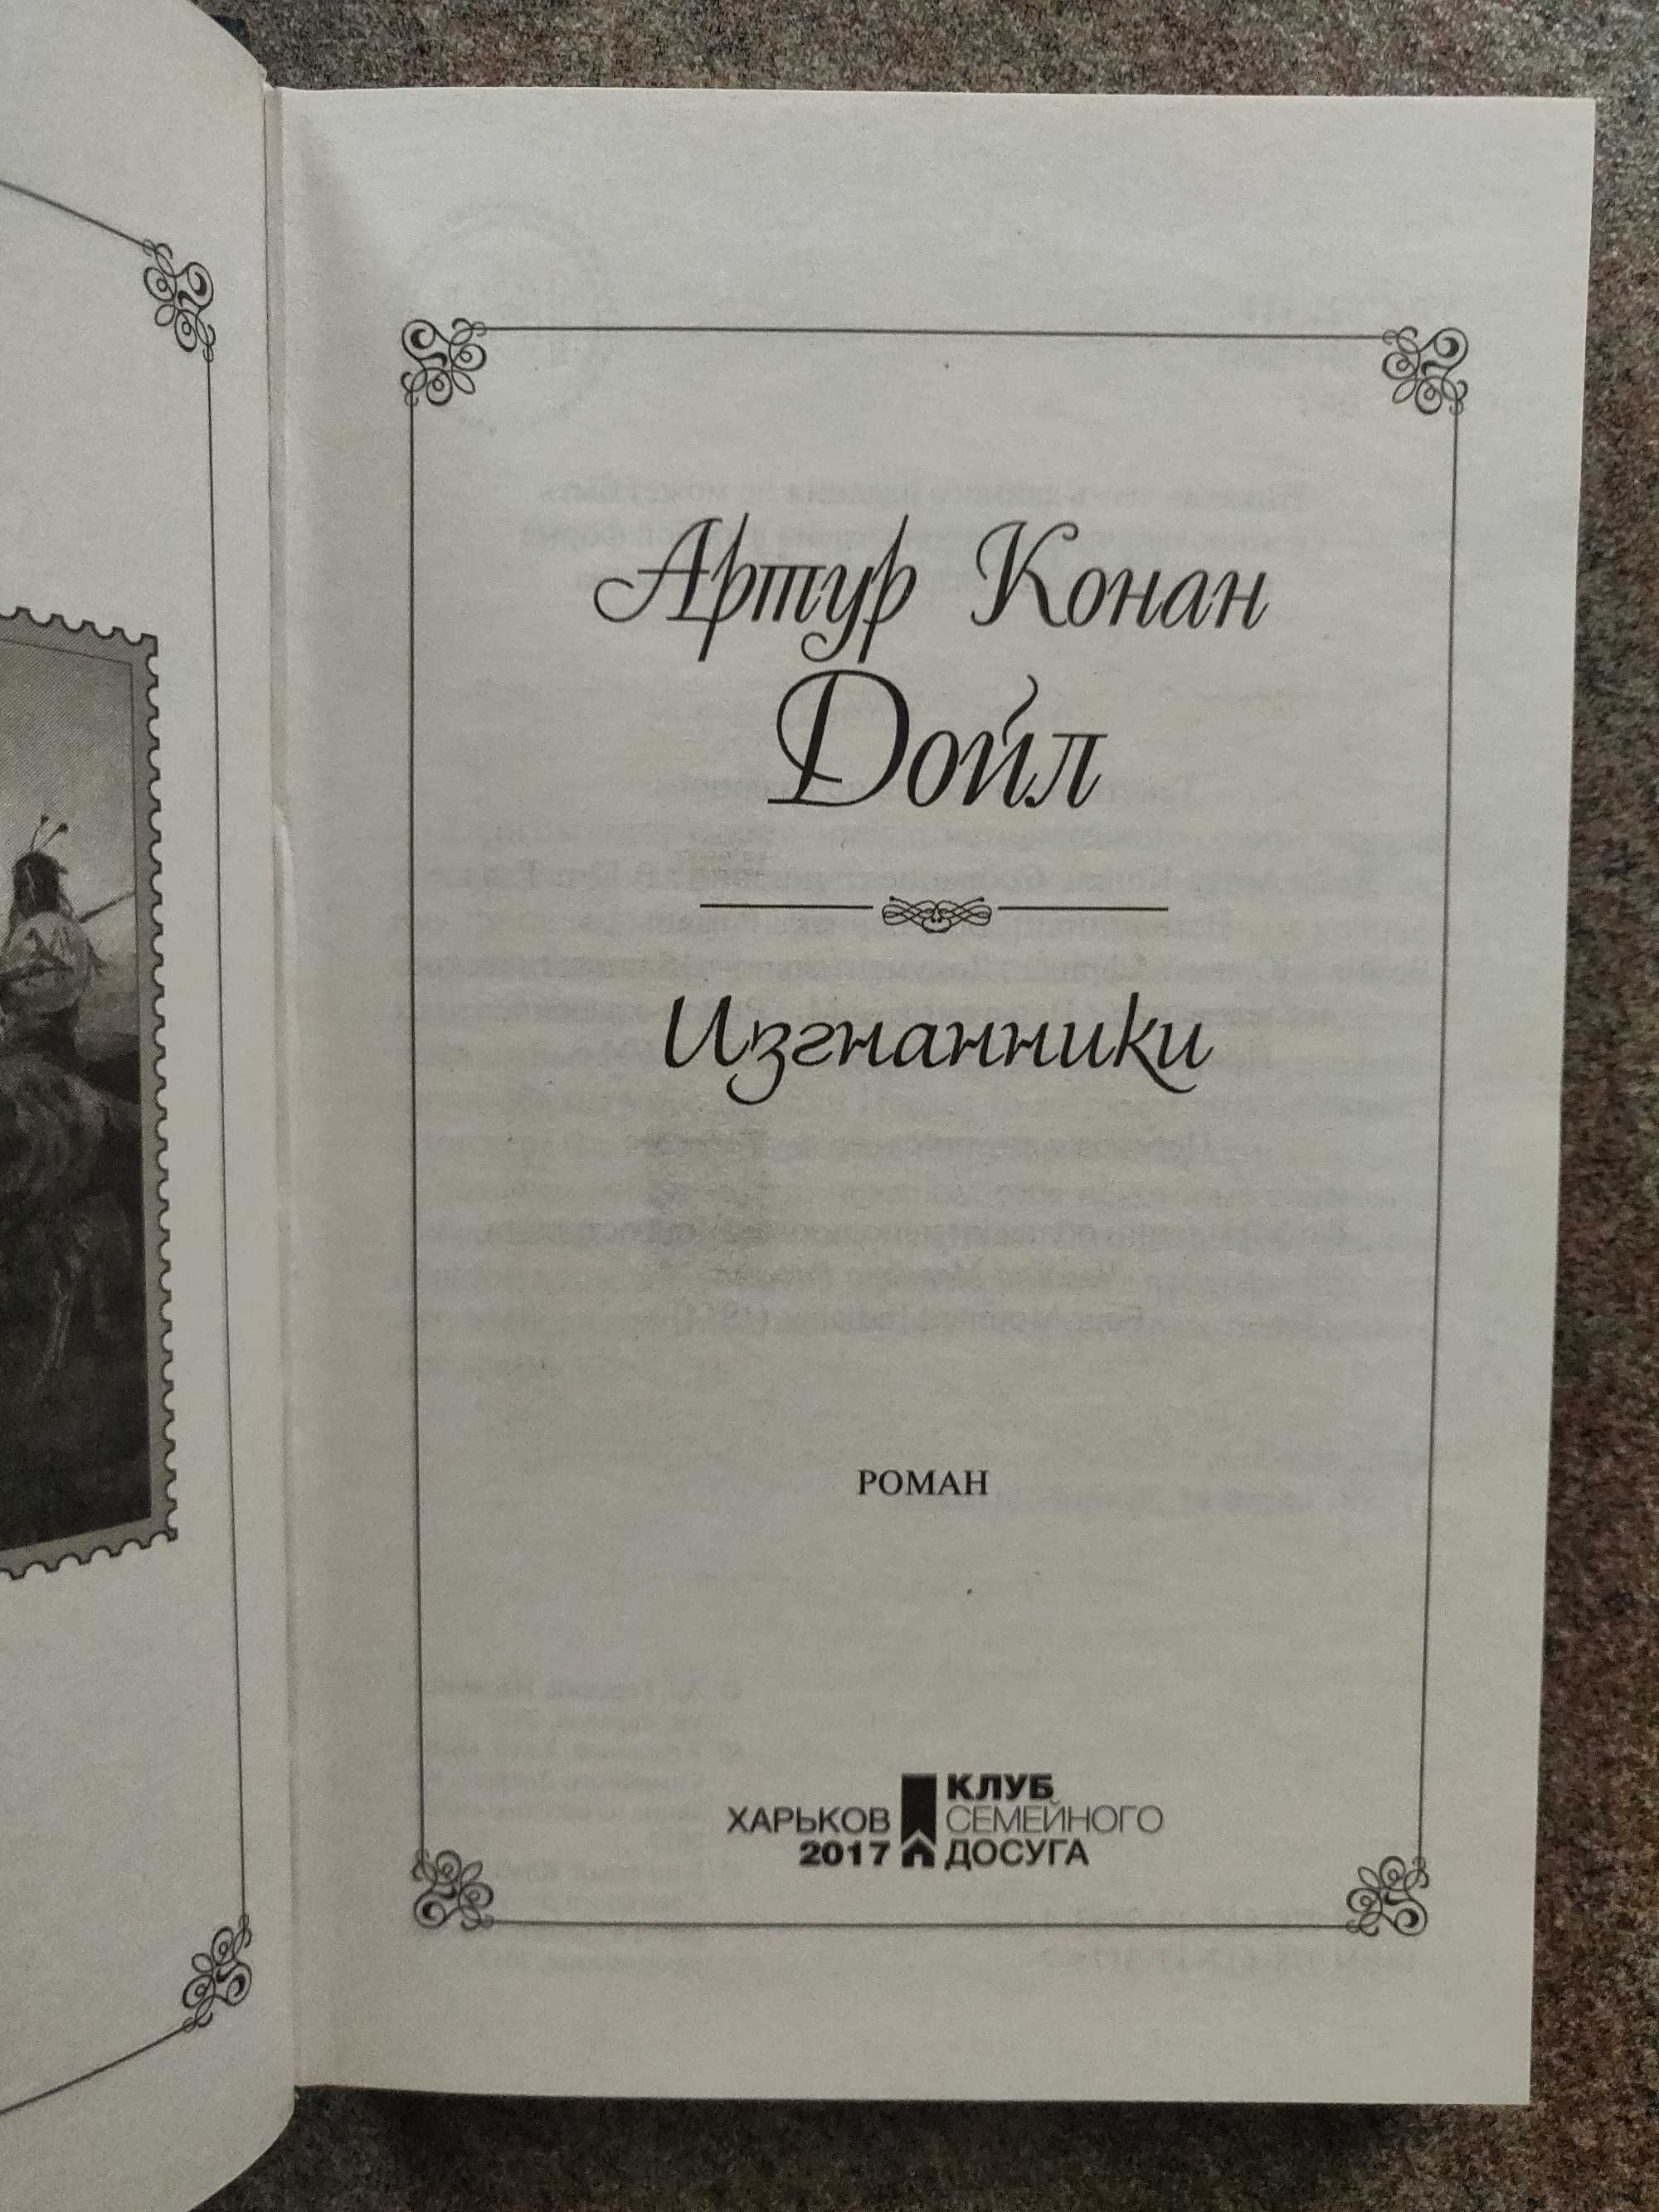 Артур Конан
Дойл
Изгнанники
РОМАН
ХАРЬКОВ
2017
КЛУБ
СЕМЕЙНОГО
ДОСУГА